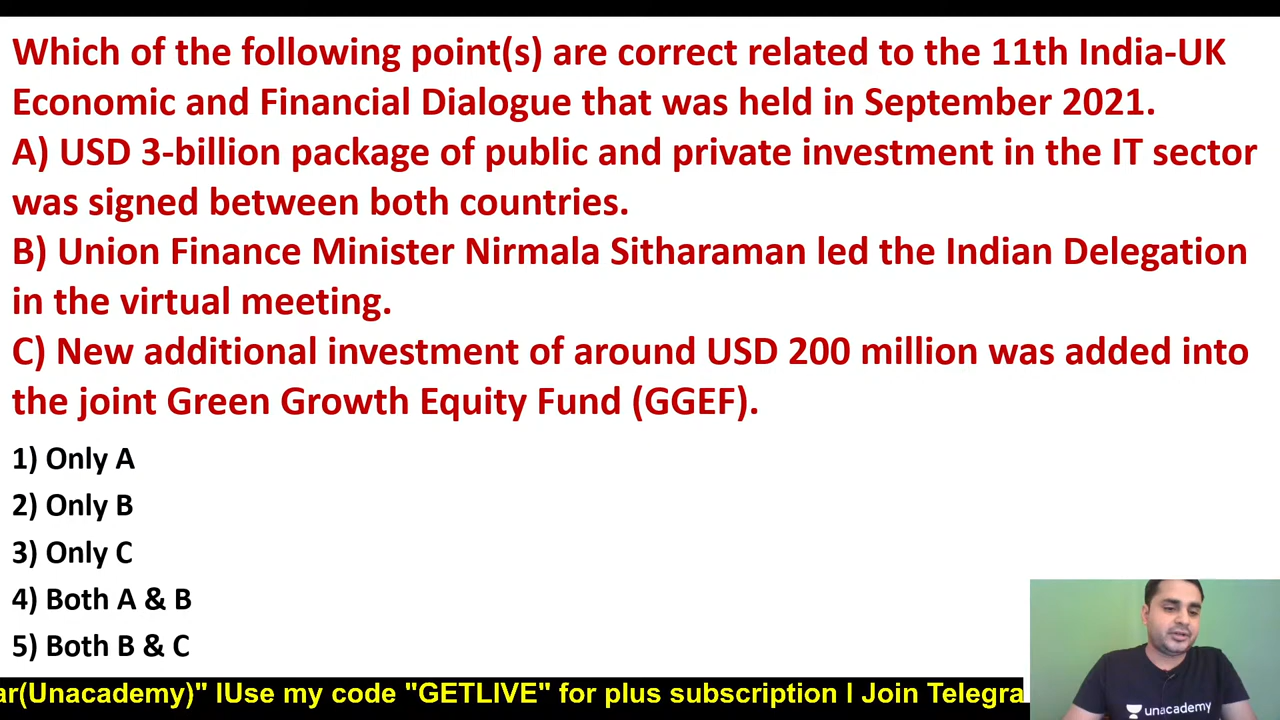 Which of the following point(s) are correct related to the 11th India-UK
Economic and Financial Dialogue that was held in September 2021.
A) USD 3-billion package of public and private investment in the IT sector
was signed between both countries.
B) Union Finance Minister Nirmala Sitharaman led the Indian Delegation
in the virtual meeting.
C) New additional investment of around USD 200 million was added into
the joint Green Growth Equity Fund (GGEF).
1) Only A
2) Only B
3) Only C
4) Both A & B
5) Both B & C
ar(Unacademy)" lUse my code "GETLIVE" for plus subscription l Join Telegra
unacademy